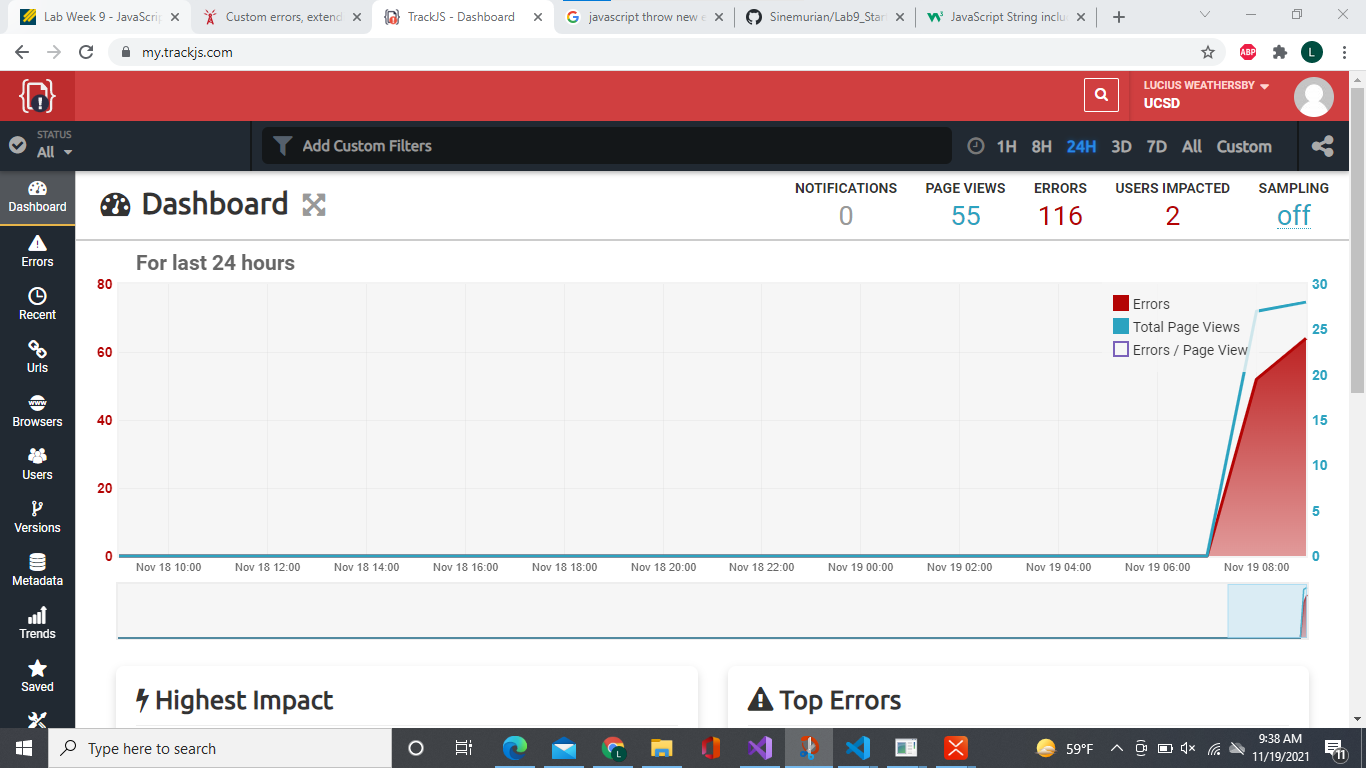 Lab Week 9 - JavaScrip
Custom errors, extend
TrackJS - Dashboard
javascript throw new e
Sinemurian/Lab9_Star
JavaScript String inclu
my.trackjs.com
ABP
L
LUCIUS WEATHERSBY
UCSD
STATUS
All
Add Custom Filters
1H 8H 24H 3D 7D All Custom
Dashboard
Errors
Recent
Urls
Browsers
Users
Versions
Metadata
Trends
Saved
Dashboard
NOTIFICATIONS
0
PAGE VIEWS
55
ERRORS
116
USERS IMPACTED
2
SAMPLING
off
For last 24 hours
80
60
40
20
0
30
25
20
15
10
5
0
Errors
Total Page Views
Errors / Page View
Nov 18 10:00 Nov 18 12:00 Nov 18 14:00 Nov 18 16:00 Nov 18 18:00 Nov 18 20:00 Nov 18 22:00 Nov 19 00:00 Nov 19 02:00 Nov 19 04:00 Nov 19 06:00 Nov 19 08:00
Highest Impact
Top Errors
Type here to search
L
59°F
9:38 AM
11/19/2021
11